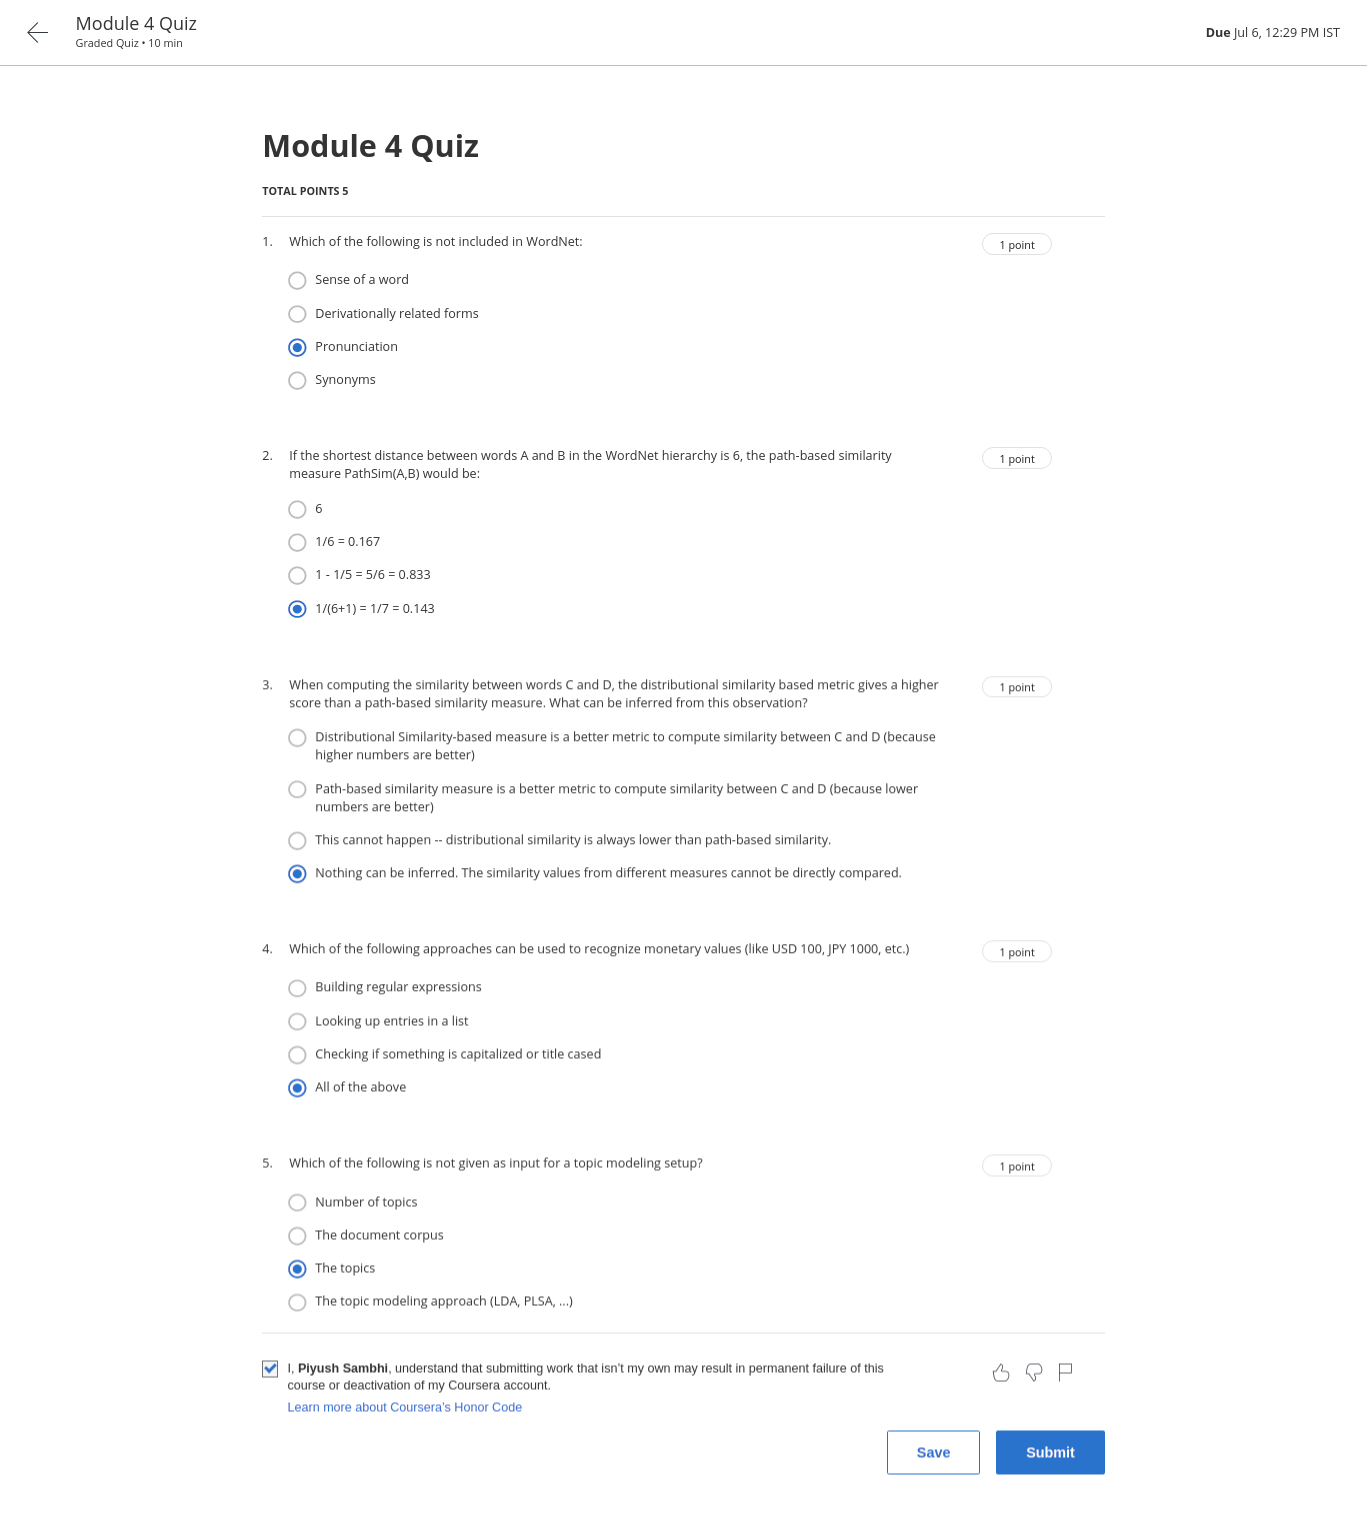 Module 4 Quiz
Graded Quiz • 10 min
Due Jul 6, 12:29 PM IST
Module 4 Quiz
TOTAL POINTS 5
1. Which of the following is not included in WordNet:
1 point
Sense of a word
Derivationally related forms
Pronunciation
Synonyms
2. If the shortest distance between words A and B in the WordNet hierarchy is 6, the path-based similarity
measure PathSim(A,B) would be:
1 point
6
1/6 = 0.167
1 - 1/5 = 5/6 = 0.833
1/(6+1) = 1/7 = 0.143
3. When computing the similarity between words C and D, the distributional similarity based metric gives a higher
score than a path-based similarity measure. What can be inferred from this observation?
1 point
Distributional Similarity-based measure is a better metric to compute similarity between C and D (because
higher numbers are better)
Path-based similarity measure is a better metric to compute similarity between C and D (because lower
numbers are better)
This cannot happen -- distributional similarity is always lower than path-based similarity.
Nothing can be inferred. The similarity values from different measures cannot be directly compared.
4. Which of the following approaches can be used to recognize monetary values (like USD 100, JPY 1000, etc.)
1 point
Building regular expressions
Looking up entries in a list
Checking if something is capitalized or title cased
All of the above
5. Which of the following is not given as input for a topic modeling setup?
1 point
Number of topics
The document corpus
The topics
The topic modeling approach (LDA, PLSA, ...)
I, Piyush Sambhi, understand that submitting work that isn't my own may result in permanent failure of this
course or deactivation of my Coursera account.
Learn more about Coursera's Honor Code
Save
Submit